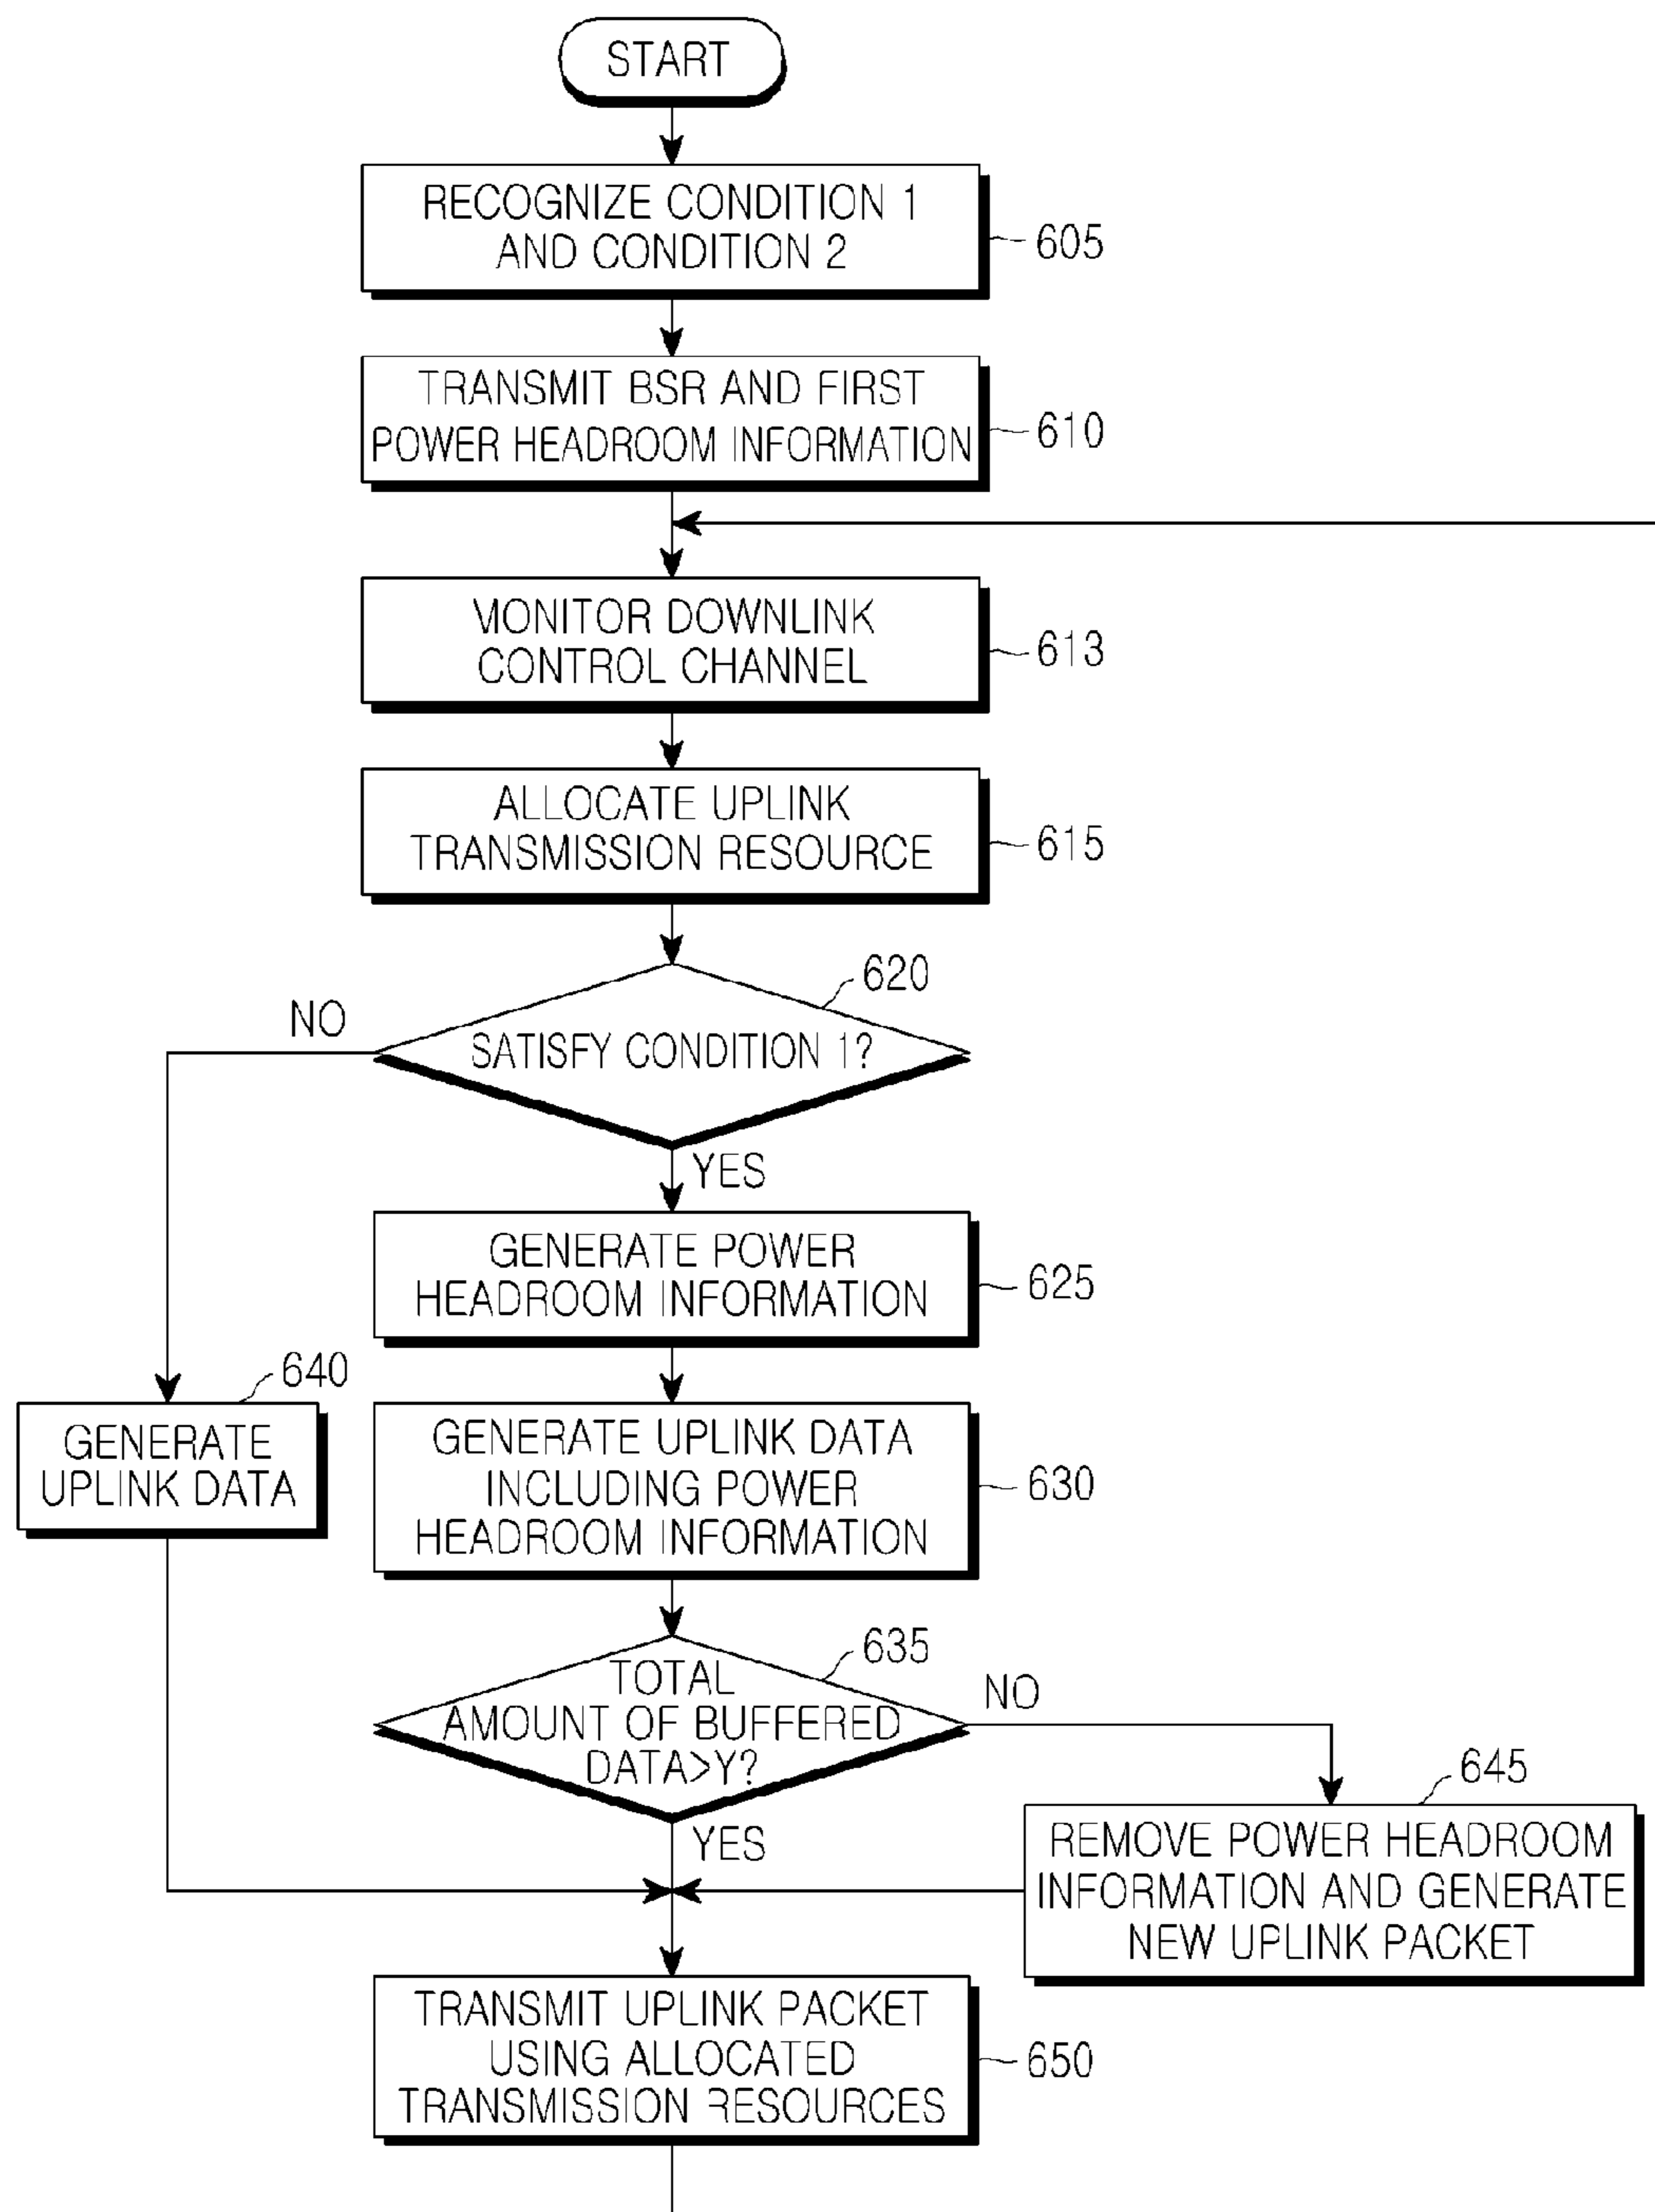 START
RECOGNIZE CONDITION 1
AND CONDITION 2
605
TRANSMIT BSR AND FIRST
POWER HEADROOM INFORMATION
610
MONITOR DOWNLINK
CONTROL CHANNEL
613
ALLOCATE UPLINK
TRANSMISSION RESOURCE
615
620
NO
SATISFY CONDITION 1?
YES
GENERATE POWER
HEADROOM INFORMATION
625
640
GENERATE
UPLINK DATA
GENERATE UPLINK DATA
INCLUDING POWER
HEADROOM INFORMATION
630
635
TOTAL
AMOUNT OF BUFFERED
DATA>Y?
NO
YES
645
REMOVE POWER HEADROOM
INFORMATION AND GENERATE
NEW UPLINK PACKET
TRANSMIT UPLINK PACKET
USING ALLOCATED
TRANSMISSION RESOURCES
650